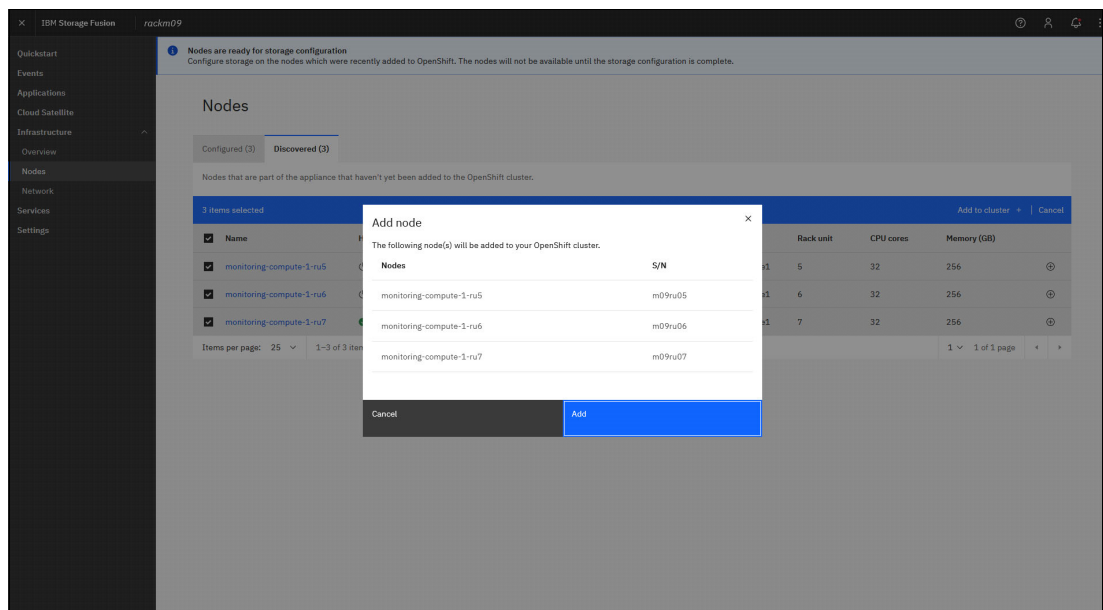 IBM Storage Fusion rackm09
Quickstart
Events
Applications
Cloud Satellite
Infrastructure
Overview
Nodes
Network
Services
Settings
Nodes are ready for storage configuration
Configure storage on the nodes which were recently added to OpenShift. The nodes will not be available until the storage configuration is complete.
Nodes
Configured (3) Discovered (3)
Nodes that are part of the appliance that haven't yet been added to the OpenShift cluster.
3 items selected Add to cluster + | Cancel
Name Rack unit CPU cores Memory (GB)
monitoring-compute-1-ru5 5 32 256
monitoring-compute-1-ru6 6 32 256
monitoring-compute-1-ru7 7 32 256
Items per page: 25 1–3 of 3 1 1 of 1 page
Add node
The following node(s) will be added to your OpenShift cluster.
Nodes S/N
monitoring-compute-1-ru5 m09ru05
monitoring-compute-1-ru6 m09ru06
monitoring-compute-1-ru7 m09ru07
Cancel Add